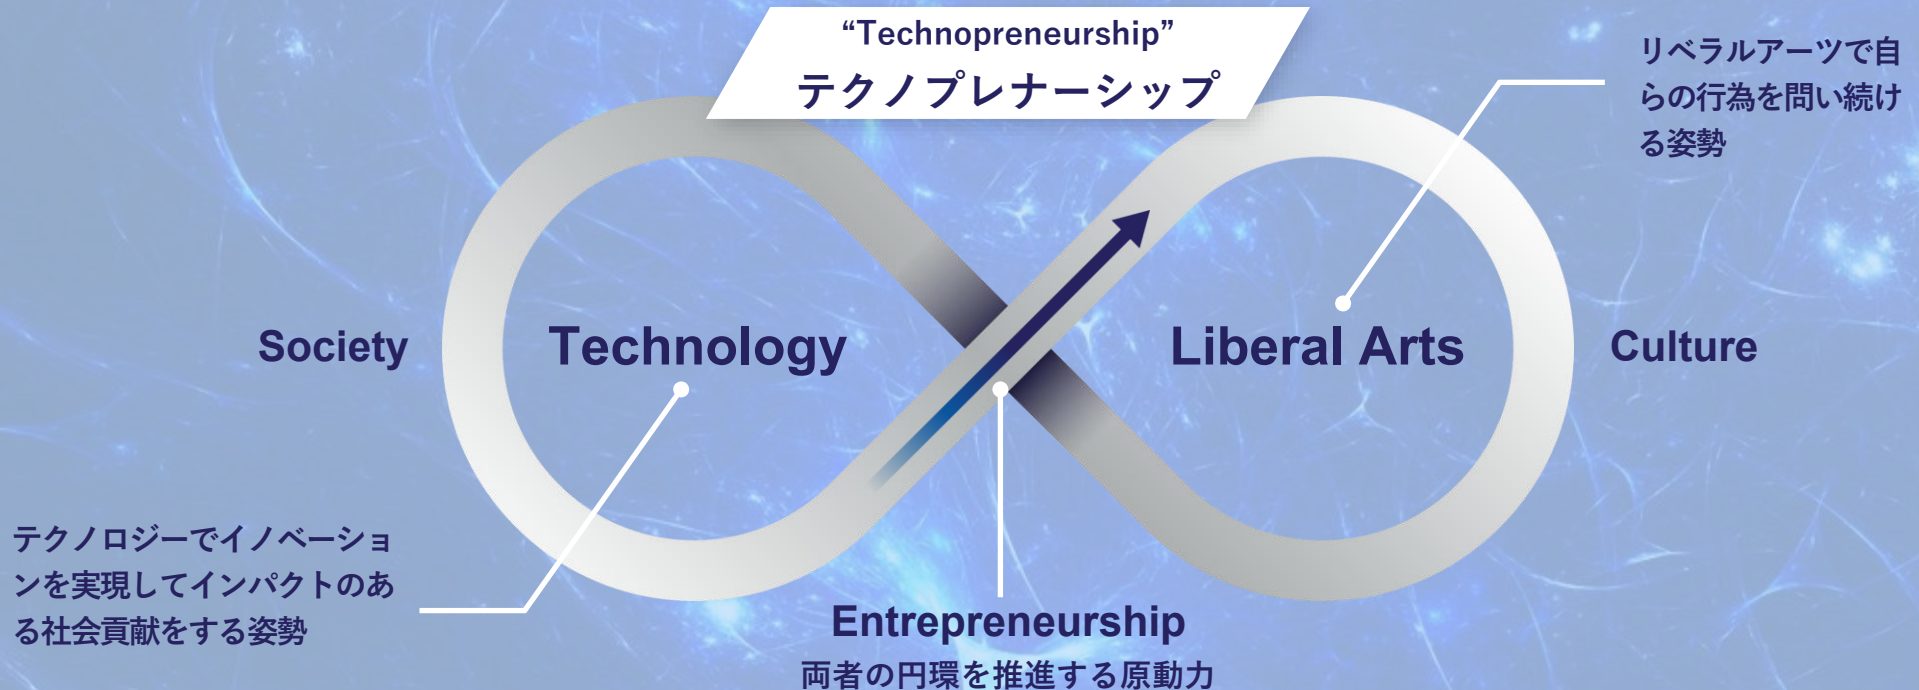 “Technopreneurship”
テクノプレナーシップ
リベラルアーツで自
らの行為を問い続け
る姿勢
Society
Technology
Liberal Arts
Culture
テクノロジーでイノベーショ
ンを実現してインパクトのあ
る社会貢献をする姿勢
Entrepreneurship
両者の円環を推進する原動力